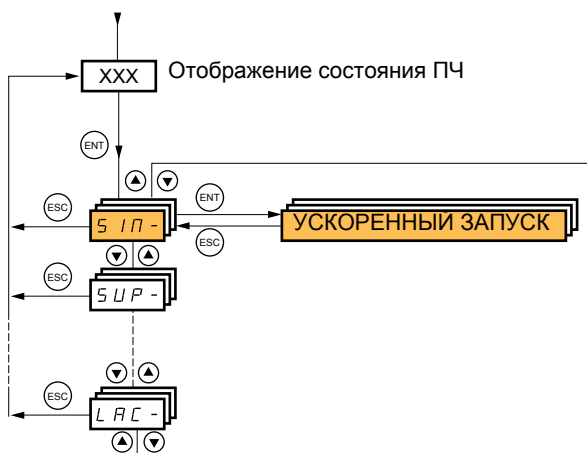 XXX Отображение состояния ПЧ
ENT
ESC
SIM-
ENT
ESC
УСКОРЕННЫЙ ЗАПУСК
ESC
SUP-
ESC
LAC-